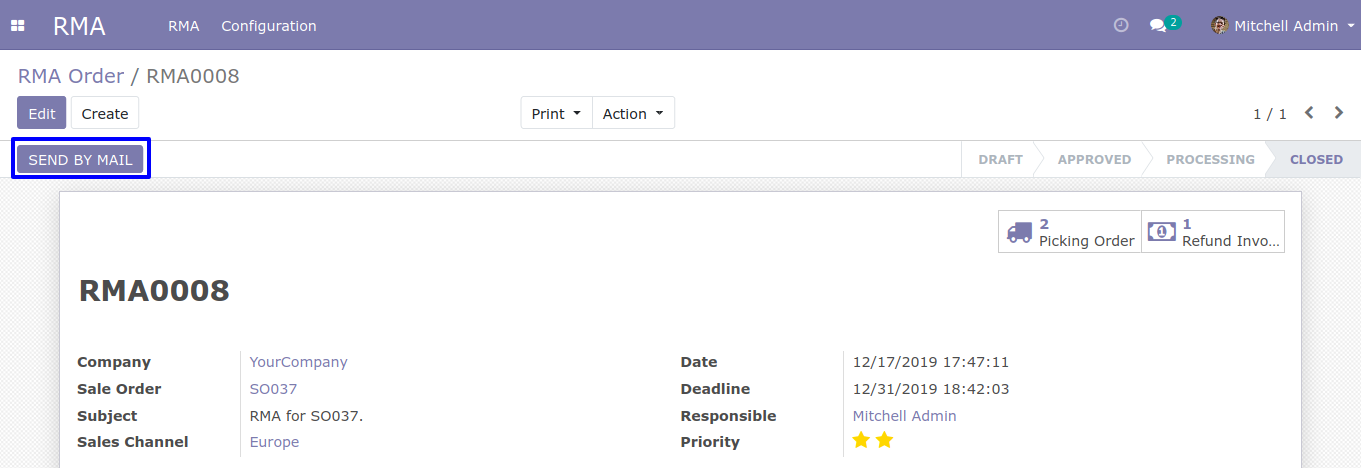 RMA RMA Configuration 2 Mitchell Admin
RMA Order / RMA0008
Edit Create Print Action 1 / 1
SEND BY MAIL DRAFT APPROVED PROCESSING CLOSED
2 1
Picking Order 1 Refund Invo...
RMA0008
Company YourCompany Date 12/17/2019 17:47:11
Sale Order SO037 Deadline 12/31/2019 18:42:03
Subject RMA for SO037. Responsible Mitchell Admin
Sales Channel Europe Priority